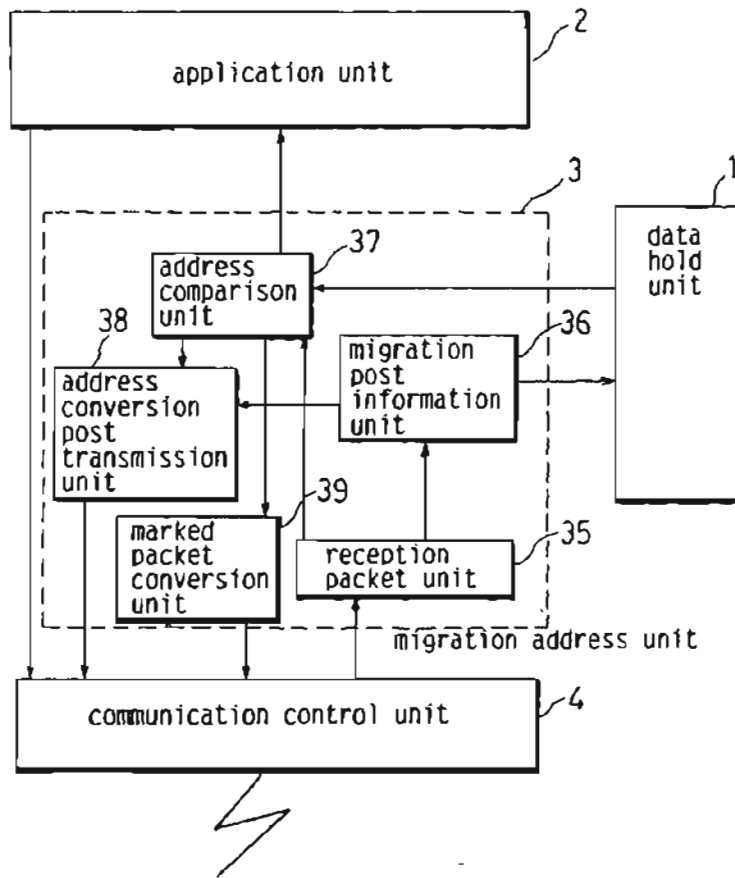 2
application unit
3
1
data
hold
unit
37
address
comparison
unit
38
36
migration
post
information
unit
address
conversion
post
transmission
unit
39
marked
packet
conversion
unit
35
reception
packet unit
migration address unit
communication control unit
4